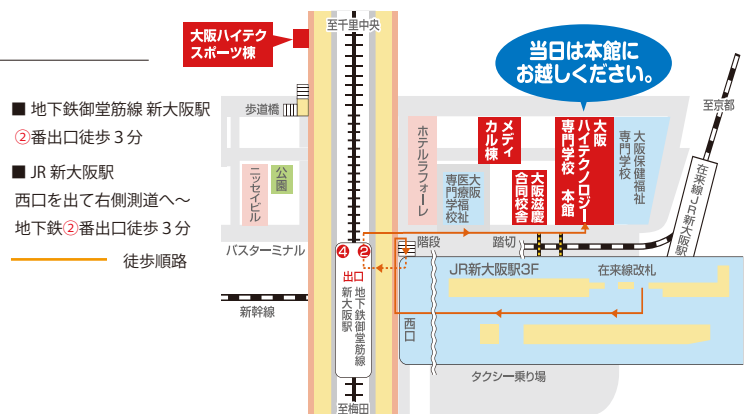 大阪ハイテク
スポーツ棟
至千里中央
当日は本館に
お越しください。
至京都
■ 地下鉄御堂筋線 新大阪駅
②番出口徒歩３分
■ JR 新大阪駅
西口を出て右側測道へ～
地下鉄②番出口徒歩３分
徒歩順路
歩道橋
ニッセイビル
公園
バスターミナル
新幹線
ホテルラフォーレ
メディ
カル棟
大阪医療福祉
専門学校
大阪滋慶
合同校舎
大阪
ハイテクノロジー
専門学校 本館
大阪保健福祉
専門学校
在来線JR新大阪駅
階段
踏切
④
②
出口
地下鉄御堂筋線
新大阪駅
西口
JR新大阪駅3F
在来線改札
タクシー乗り場
至梅田